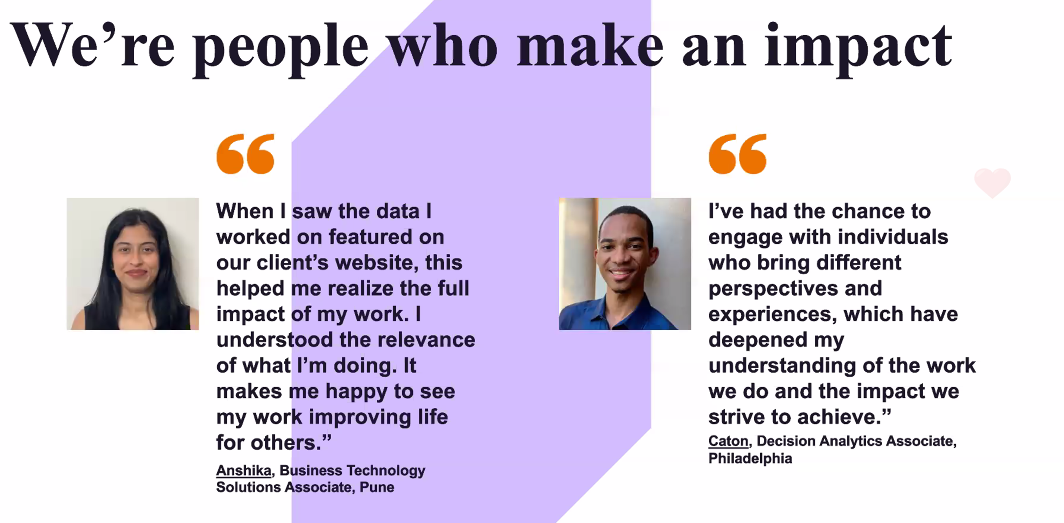 We’re people who make an impact
“
When I saw the data I
worked on featured on
our client’s website, this
helped me realize the full
impact of my work. I
understood the relevance
of what I’m doing. It
makes me happy to see
my work improving life
for others.”
Anshika, Business Technology
Solutions Associate, Pune
“
I’ve had the chance to
engage with individuals
who bring different
perspectives and
experiences, which have
deepened my
understanding of the work
we do and the impact we
strive to achieve.”
Caton, Decision Analytics Associate,
Philadelphia